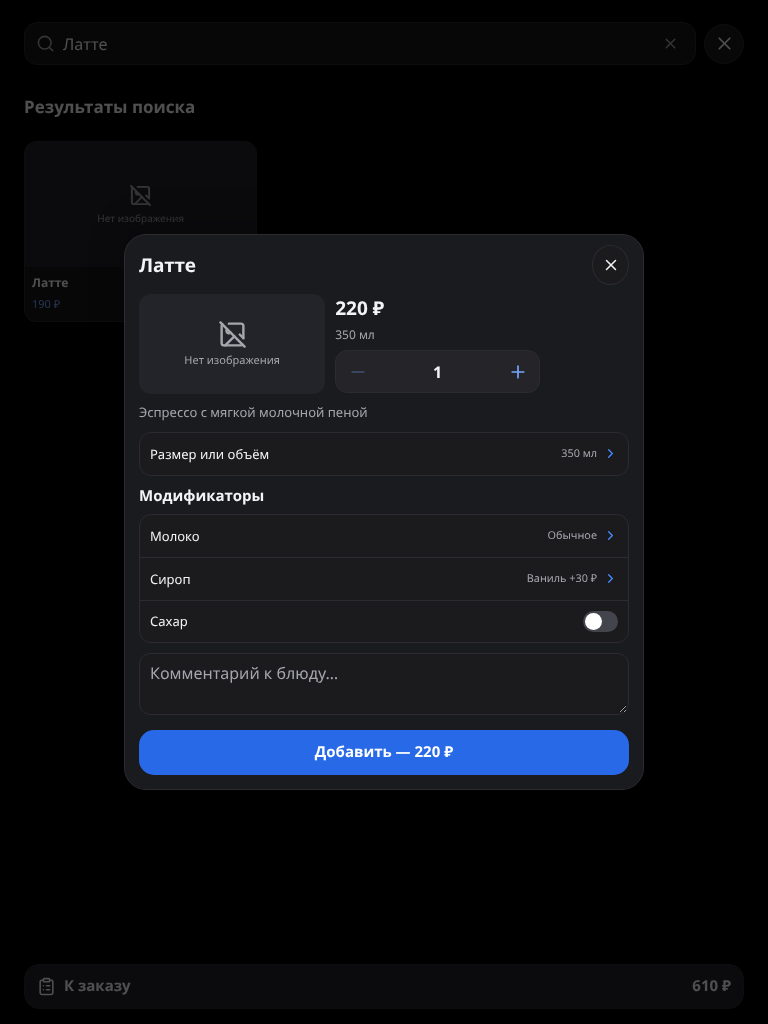 Латте
Результаты поиска
Нет изображения
Латте
190 ₽
Латте
Нет изображения
220 ₽
350 мл
1
Эспрессо с мягкой молочной пеной
Размер или объём 350 мл
Модификаторы
Молоко Обычное
Сироп Ваниль +30 ₽
Сахар
Комментарий к блюду...
Добавить — 220 ₽
К заказу 610 ₽